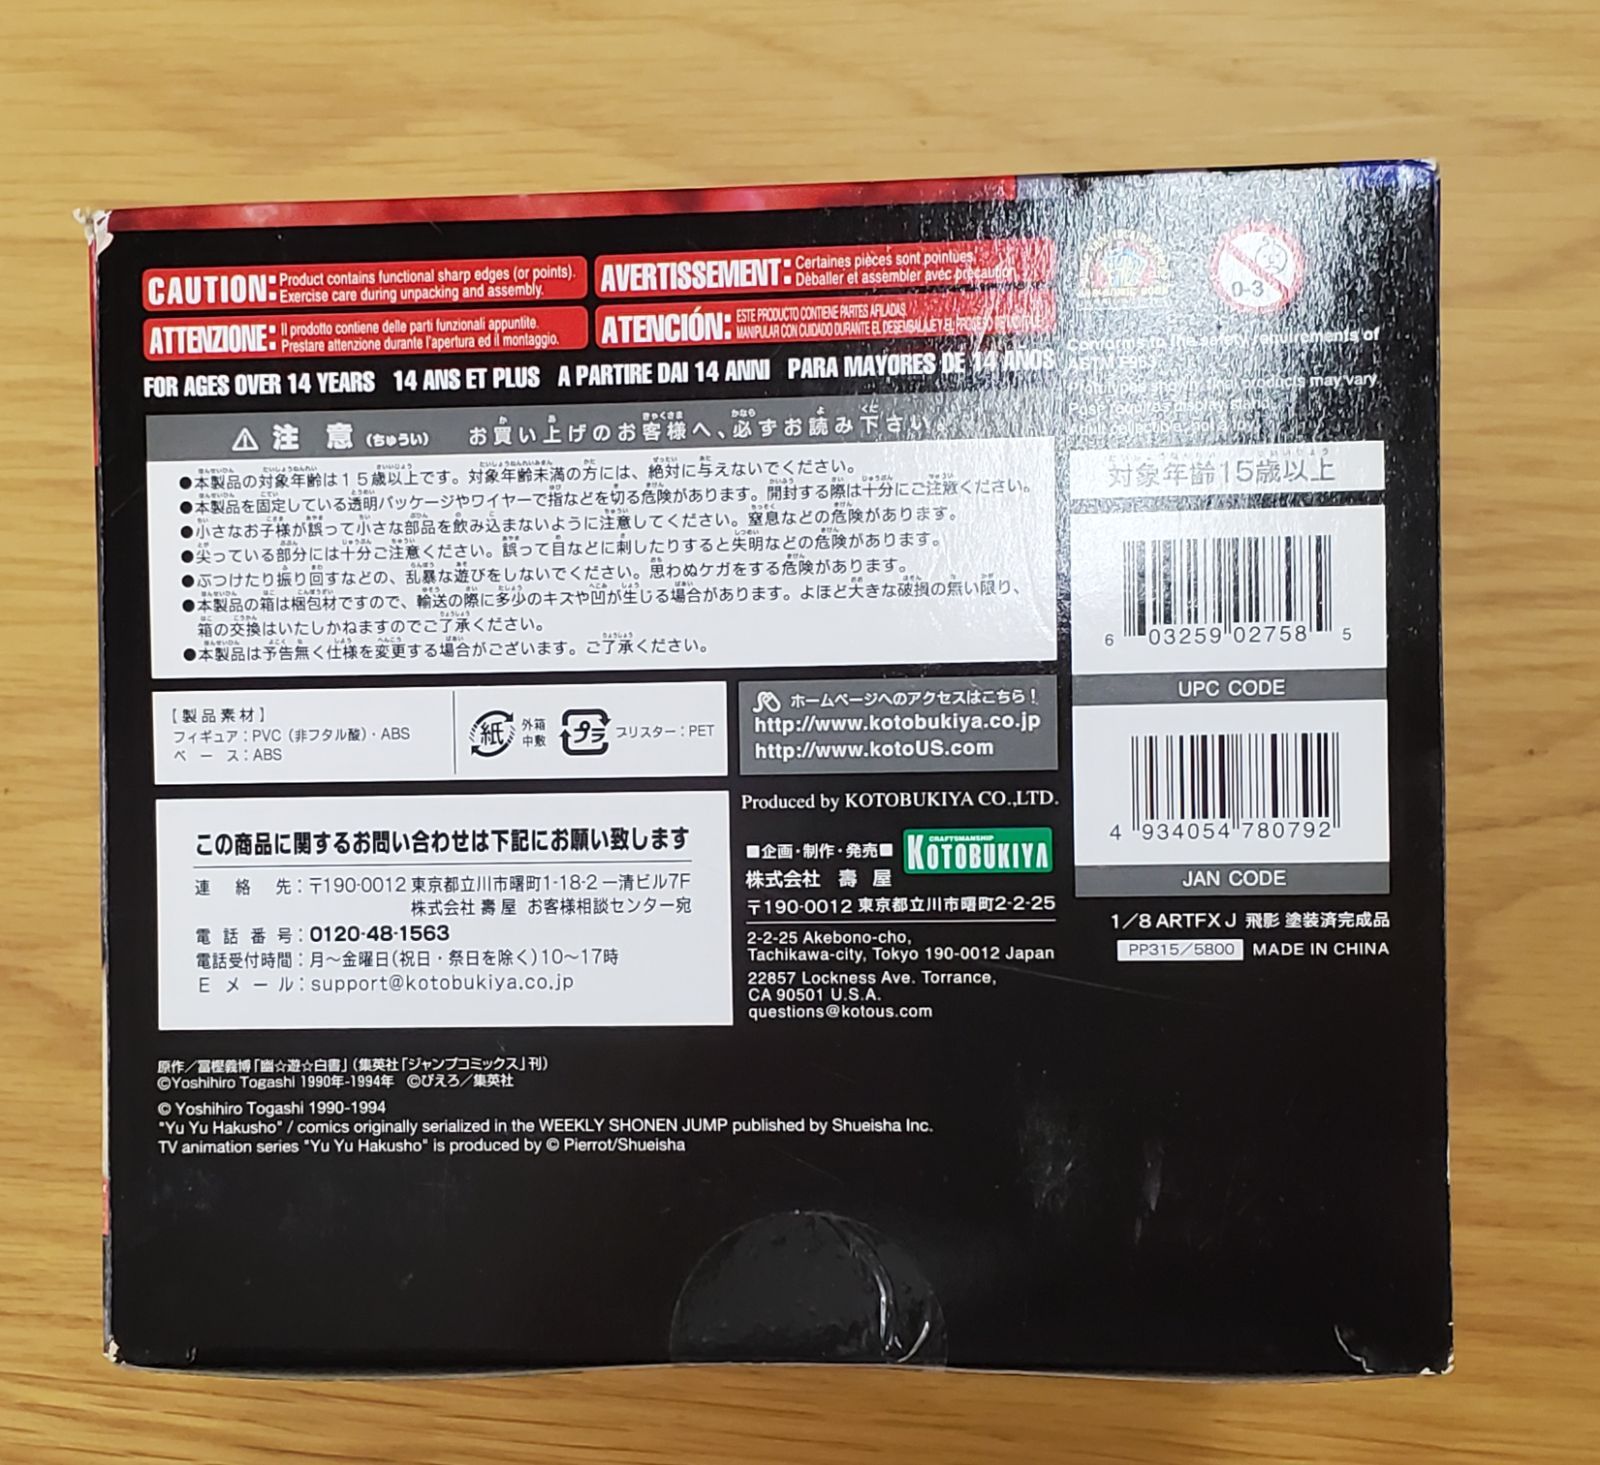 CAUTION: Product contains functional sharp edges (or points).
Exercise care during unpacking and assembly.
AVERTISSEMENT: Certaines pièces sont pointues.
Déballer et assembler avec précaution.
ATTENZIONE: Il prodotto contiene delle parti funzionali appuntite.
Prestare attenzione durante l'apertura ed il montaggio.
ATENCIÓN: ESTE PRODUCTO CONTIENE PARTES AFILADAS.
MANIPULAR CON CUIDADO DURANTE EL DESEMBALAJE Y EL
FOR AGES OVER 14 YEARS 14 ANS ET PLUS A PARTIRE DAI 14 ANNI PARA MAYORES DE 14 AÑOS
⚠ 注 意 (ちゅうい) お買い上げのお客様へ、必ずお読み下さい。
●本製品の対象年齢は15歳以上です。対象年齢未満の方には、絶対に与えないでください。
●本製品を固定している透明パッケージやワイヤーで指などを切る危険があります。開封する際は十分にご注意ください。
●小さなお子様が誤って小さな部品を飲み込まないように注意してください。窒息などの危険があります。
●尖っている部分には十分ご注意ください。誤って目などに刺したりすると失明などの危険があります。
●ぶつけたり振り回すなどの、乱暴な遊びをしないでください。思わぬケガをする危険があります。
●本製品の箱は梱包材ですので、輸送の際に多少のキズや凹が生じる場合があります。よほど大きな破損の無い限り、
箱の交換はいたしかねますのでご了承ください。
●本製品は予告無く仕様を変更する場合がございます。ご了承ください。
【製品素材】
フィギュア:PVC(非フタル酸)・ABS
ベース:ABS
紙 外箱
中敷
プラ ブリスター:PET
ホームページへのアクセスはこちら!
http://www.kotobukiya.co.jp
http://www.kotoUS.com
この商品に関するお問い合わせは下記にお願い致します
連絡先:〒190-0012 東京都立川市曙町1-18-2 一清ビル7F
株式会社 壽屋 お客様相談センター宛
電話番号:0120-48-1563
電話受付時間:月〜金曜日(祝日・祭日を除く)10〜17時
Eメール:support@kotobukiya.co.jp
Produced by KOTOBUKIYA CO.,LTD.
■企画・制作・発売■
CRAFTSMANSHIP
KOTOBUKIYA
株式会社 壽屋
〒190-0012 東京都立川市曙町2-2-25
2-2-25 Akebono-cho,
Tachikawa-city, Tokyo 190-0012 Japan
22857 Lockness Ave. Torrance,
CA 90501 U.S.A.
questions@kotous.com
0-3
Conforms to the safety requirements of
ASTM F963
final products may vary.
Pose requires display stand.
Adult collectible, not a toy.
対象年齢15歳以上
6 03259 02758 5
UPC CODE
4 934054 780792
JAN CODE
1/8 ARTFX J 飛影 塗装済完成品
PP315/5800 MADE IN CHINA
原作/冨樫義博「幽☆遊☆白書」(集英社「ジャンプコミックス」刊)
©Yoshihiro Togashi 1990年-1994年 ©ぴえろ/集英社
© Yoshihiro Togashi 1990-1994
"Yu Yu Hakusho" / comics originally serialized in the WEEKLY SHONEN JUMP published by Shueisha Inc.
TV animation series "Yu Yu Hakusho" is produced by © Pierrot/Shueisha